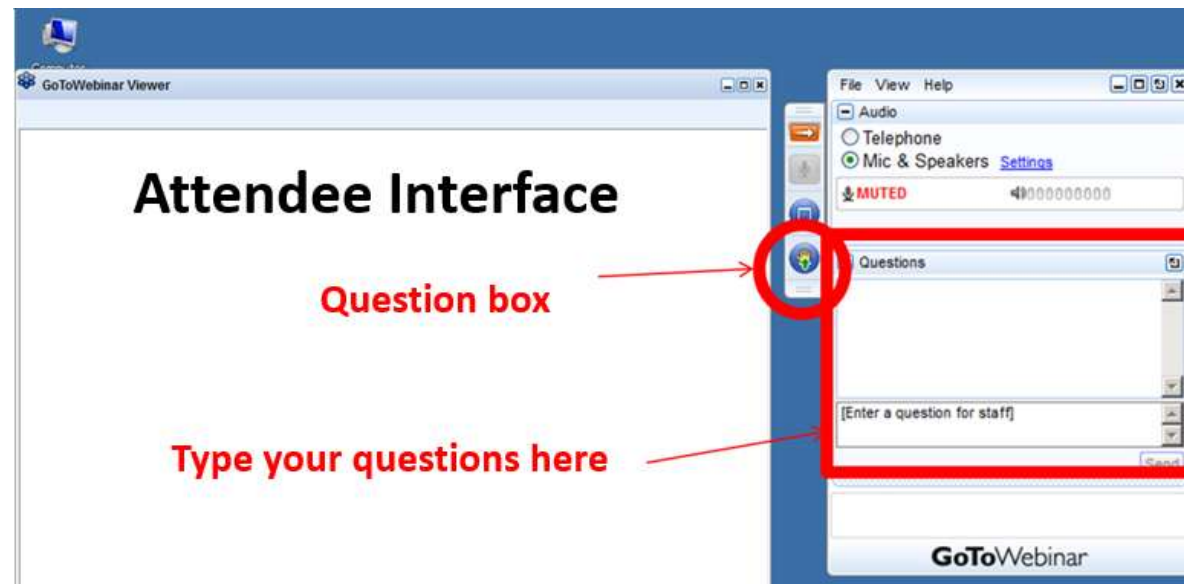 Computer
GoToWebinar Viewer
Attendee Interface
Question box
Type your questions here
File View Help
Audio
Telephone
Mic & Speakers Settings
MUTED
Questions
[Enter a question for staff]
Send
GoToWebinar